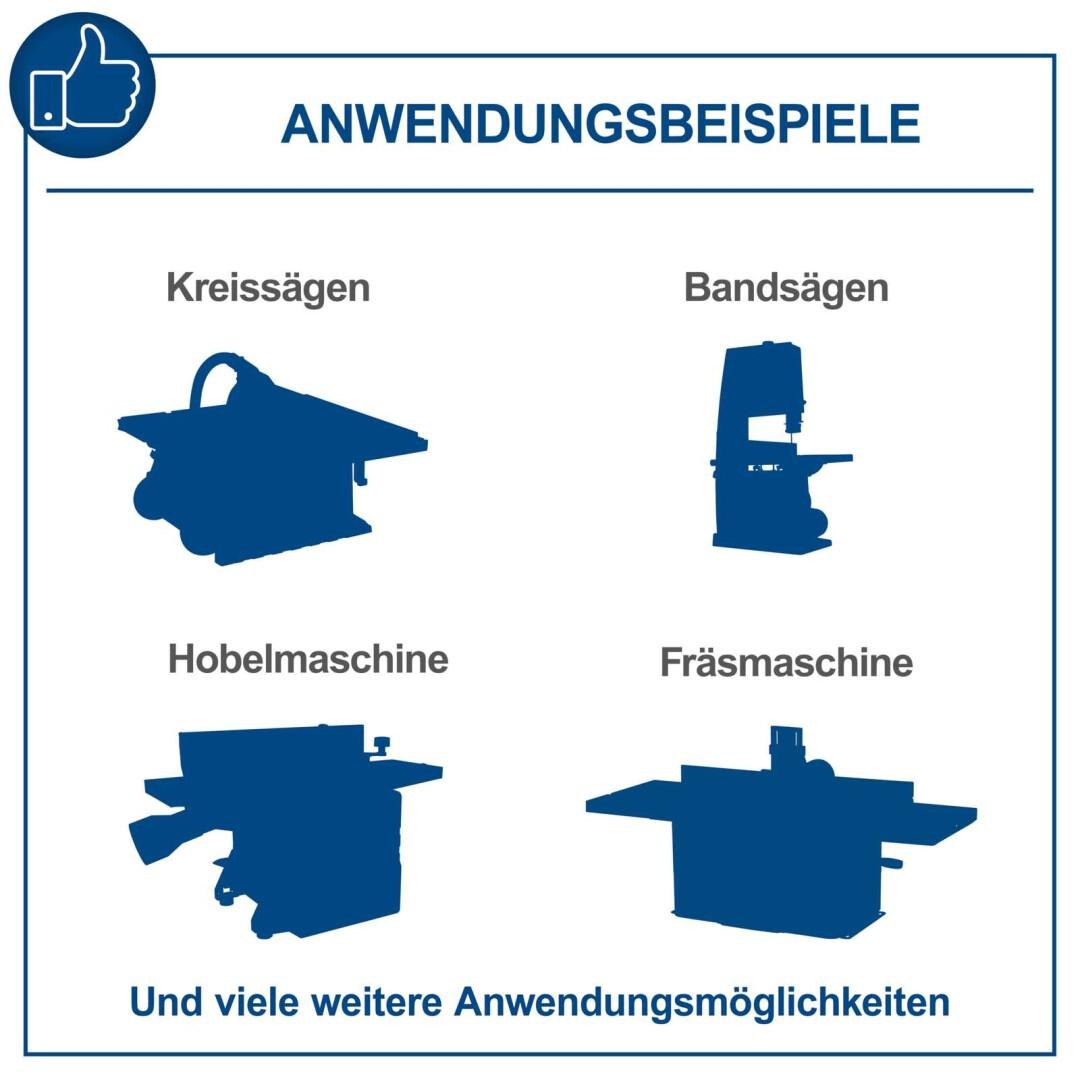 ANWENDUNGSBEISPIELE
Kreissägen
Bandsägen
Hobelmaschine
Fräsmaschine
Und viele weitere Anwendungsmöglichkeiten